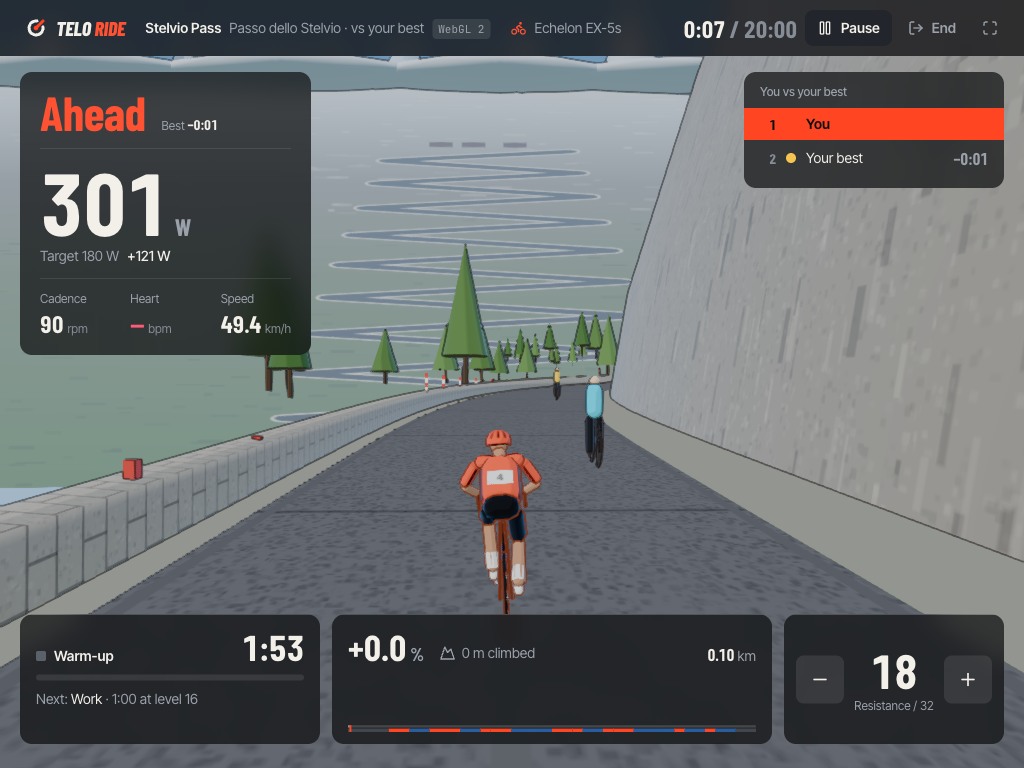 TELO RIDE
Stelvio Pass Passo dello Stelvio · vs your best WebGL 2 Echelon EX-5s 0:07 / 20:00 Pause End
Ahead Best −0:01
301 W
Target 180 W +121 W
Cadence Heart Speed
90 rpm – bpm 49.4 km/h
You vs your best
1 You
2 Your best −0:01
4
Warm-up 1:53
Next: Work · 1:00 at level 16
+0.0 % 0 m climbed 0.10 km
− 18 +
Resistance / 32